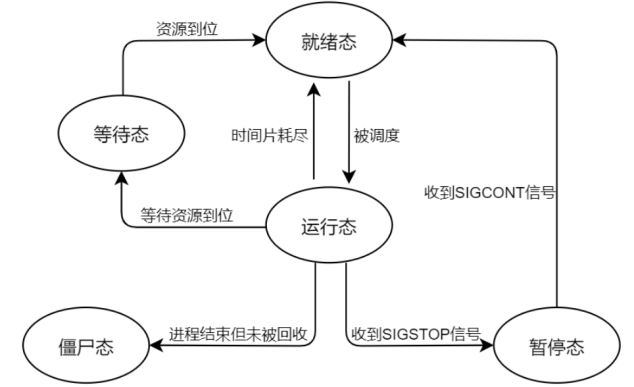 资源到位
就绪态
等待态
时间片耗尽
被调度
收到SIGCONT信号
等待资源到位
运行态
进程结束但未被回收
收到SIGSTOP信号
僵尸态
暂停态